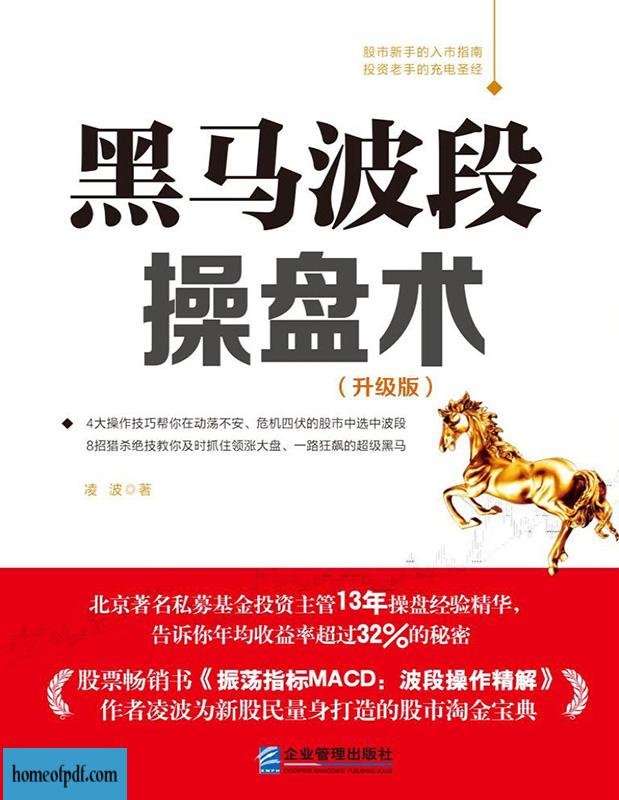 股市新手的入市指南
投资老手的充电圣经
黑马波段
操盘术
（升级版）
4大操作技巧帮你在动荡不安、危机四伏的股市中选中波段
8招猎杀绝技教你及时抓住领涨大盘、一路狂飙的超级黑马
凌 波◎著
北京著名私募基金投资主管13年操盘经验精华，
告诉你年均收益率超过32%的秘密
股票畅销书《振荡指标MACD：波段操作精解》
作者凌波为新股民量身打造的股市淘金宝典
EMPH 企业管理出版社
ENTERPRISE MANAGEMENT PUBLISHING HOUSE
homeofpdf.com